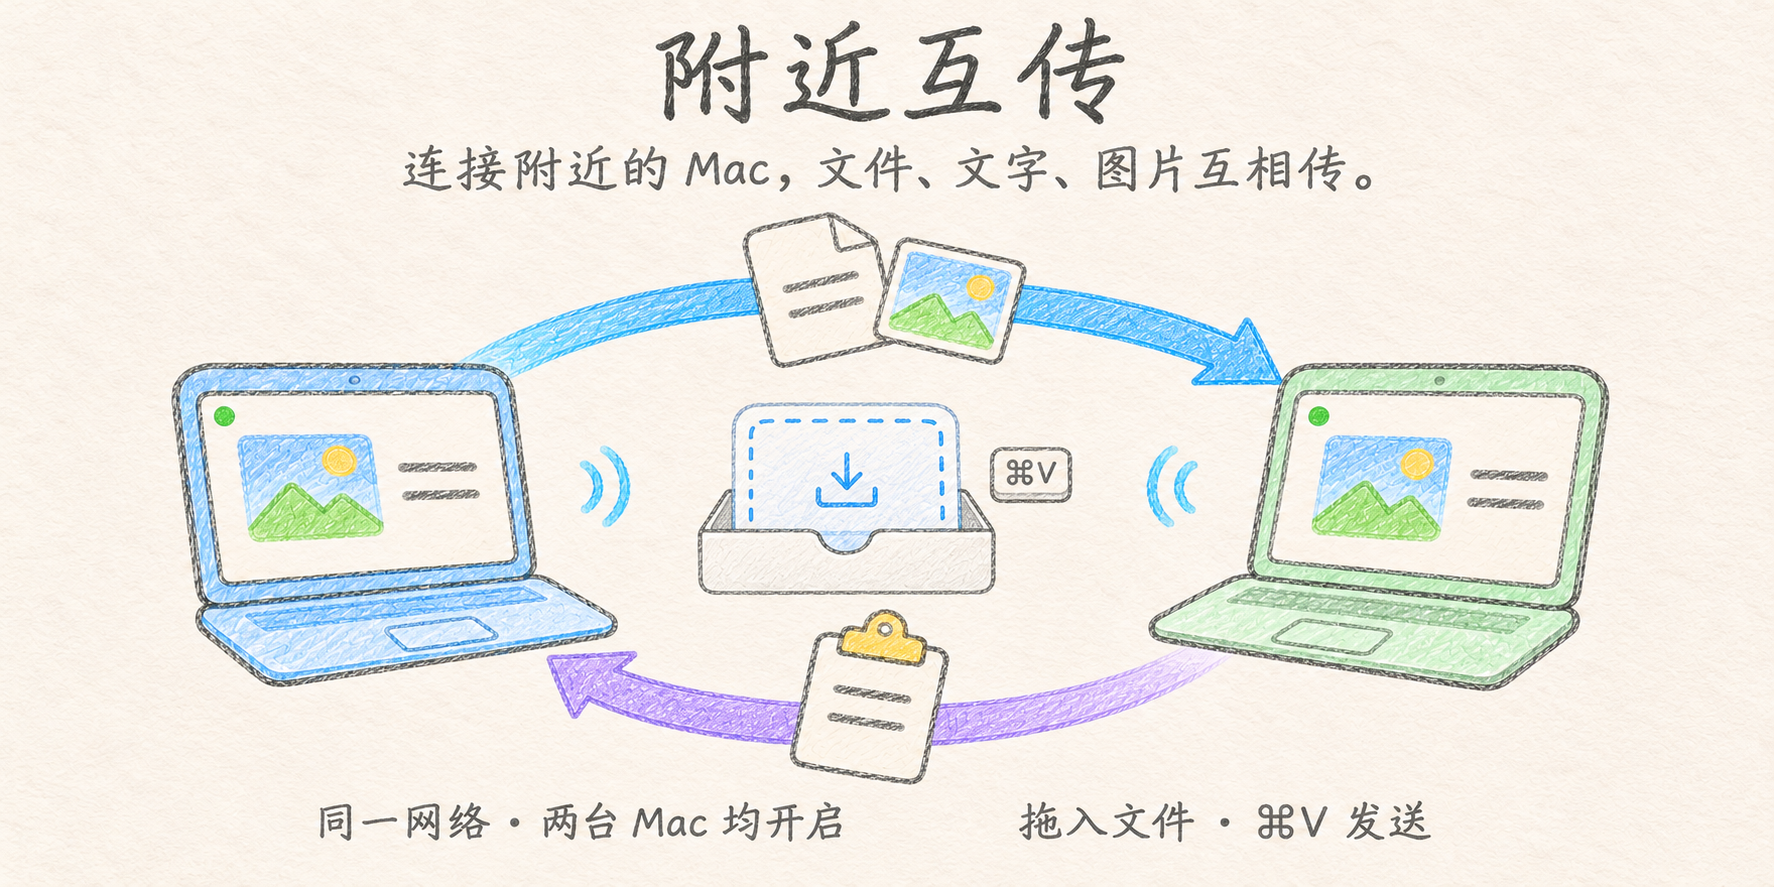 附近互传
连接附近的 Mac，文件、文字、图片互相传。
⌘V
同一网络 · 两台 Mac 均开启
拖入文件 · ⌘V 发送